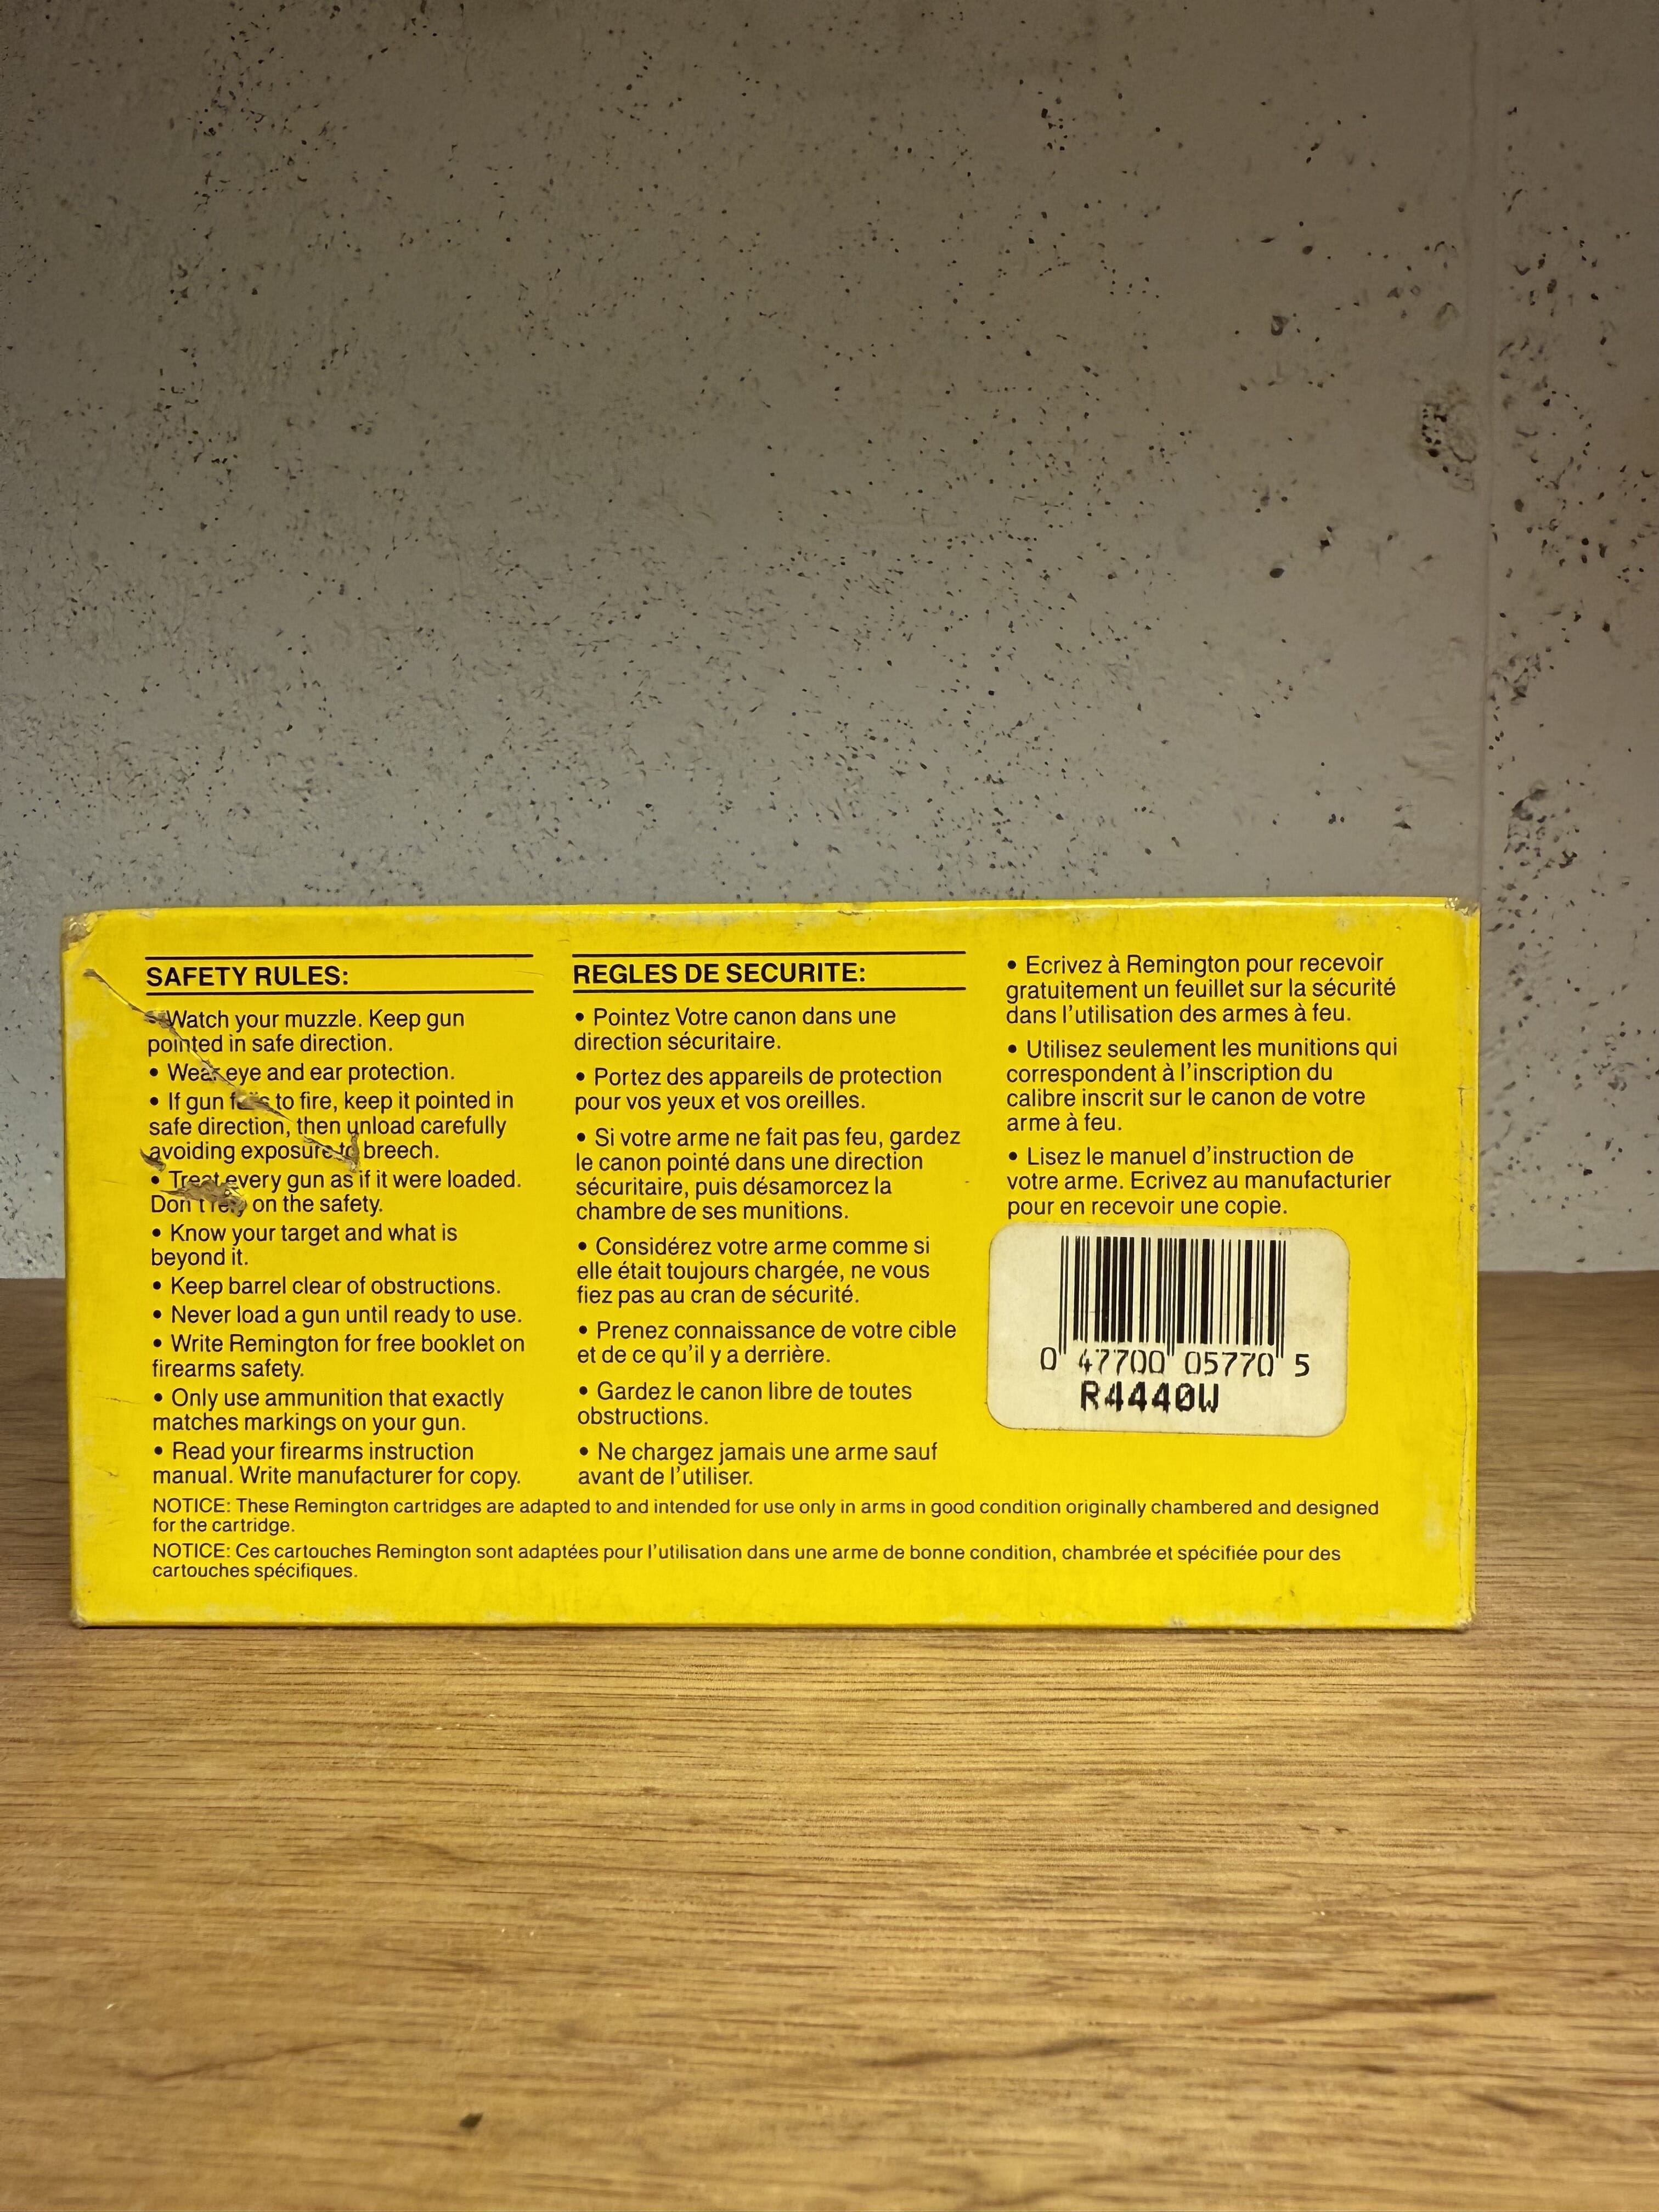 SAFETY RULES:
• Watch your muzzle. Keep gun
pointed in safe direction.
• Wear eye and ear protection.
• If gun fails to fire, keep it pointed in
safe direction, then unload carefully
avoiding exposure to breech.
• Treat every gun as if it were loaded.
Don't rely on the safety.
• Know your target and what is
beyond it.
• Keep barrel clear of obstructions.
• Never load a gun until ready to use.
• Write Remington for free booklet on
firearms safety.
• Only use ammunition that exactly
matches markings on your gun.
• Read your firearms instruction
manual. Write manufacturer for copy.
REGLES DE SECURITE:
• Pointez Votre canon dans une
direction sécuritaire.
• Portez des appareils de protection
pour vos yeux et vos oreilles.
• Si votre arme ne fait pas feu, gardez
le canon pointé dans une direction
sécuritaire, puis désamorcez la
chambre de ses munitions.
• Considérez votre arme comme si
elle était toujours chargée, ne vous
fiez pas au cran de sécurité.
• Prenez connaissance de votre cible
et de ce qu'il y a derrière.
• Gardez le canon libre de toutes
obstructions.
• Ne chargez jamais une arme sauf
avant de l'utiliser.
• Ecrivez à Remington pour recevoir
gratuitement un feuillet sur la sécurité
dans l'utilisation des armes à feu.
• Utilisez seulement les munitions qui
correspondent à l'inscription du
calibre inscrit sur le canon de votre
arme à feu.
• Lisez le manuel d'instruction de
votre arme. Ecrivez au manufacturier
pour en recevoir une copie.
0 47700 05770 5
R4440W
NOTICE: These Remington cartridges are adapted to and intended for use only in arms in good condition originally chambered and designed
for the cartridge.
NOTICE: Ces cartouches Remington sont adaptées pour l'utilisation dans une arme de bonne condition, chambrée et spécifiée pour des
cartouches spécifiques.